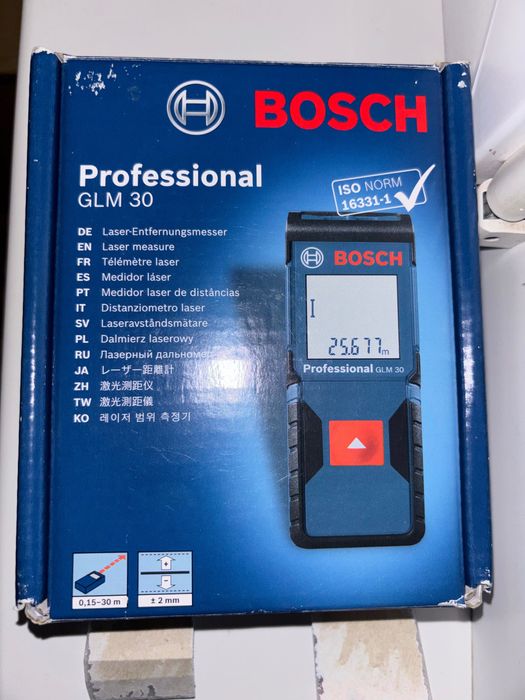 BOSCH
Professional
GLM 30
ISO NORM
16331-1
DE Laser-Entfernungsmesser
EN Laser measure
FR Télémètre laser
ES Medidor láser
PT Medidor laser de distâncias
IT Distanziometro laser
SV Laseravståndsmätare
PL Dalmierz laserowy
RU Лазерный дальномер
JA レーザー距離計
ZH 激光测距仪
TW 激光測距儀
KO 레이저 범위 측정기
BOSCH
25.677m
Professional GLM 30
0,15–30 m
± 2 mm